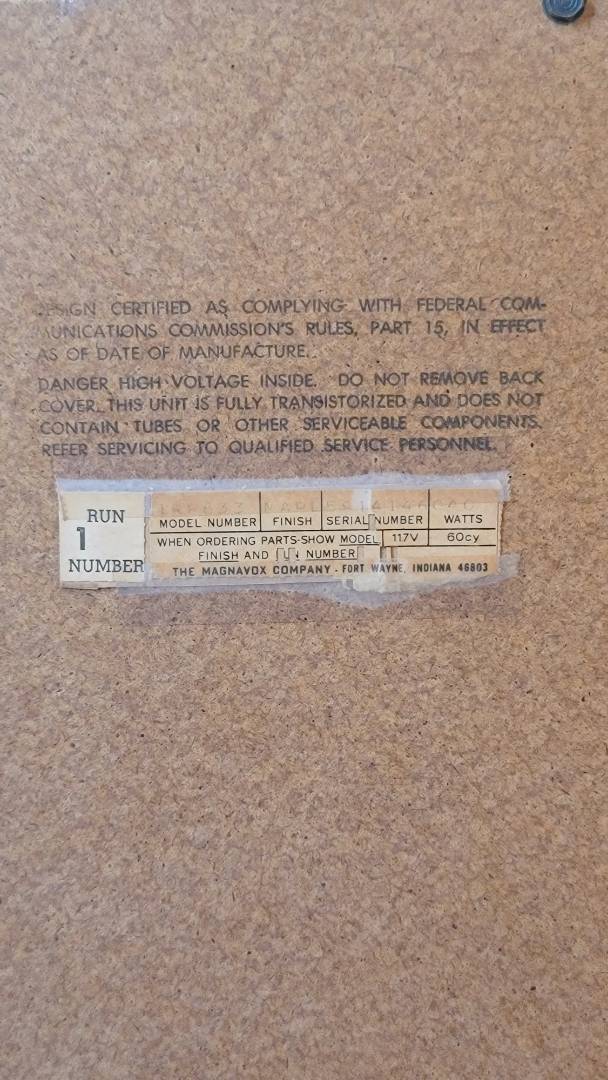 DESIGN CERTIFIED AS COMPLYING WITH FEDERAL COM-
MUNICATIONS COMMISSION'S RULES, PART 15, IN EFFECT
AS OF DATE OF MANUFACTURE.
DANGER HIGH VOLTAGE INSIDE. DO NOT REMOVE BACK
COVER. THIS UNIT IS FULLY TRANSISTORIZED AND DOES NOT
CONTAIN TUBES OR OTHER SERVICEABLE COMPONENTS.
REFER SERVICING TO QUALIFIED SERVICE PERSONNEL.
RUN
1
NUMBER
MODEL NUMBER FINISH SERIAL NUMBER WATTS
WHEN ORDERING PARTS-SHOW MODEL 117V 60cy
FINISH AND NUMBER
THE MAGNAVOX COMPANY - FORT WAYNE, INDIANA 46803